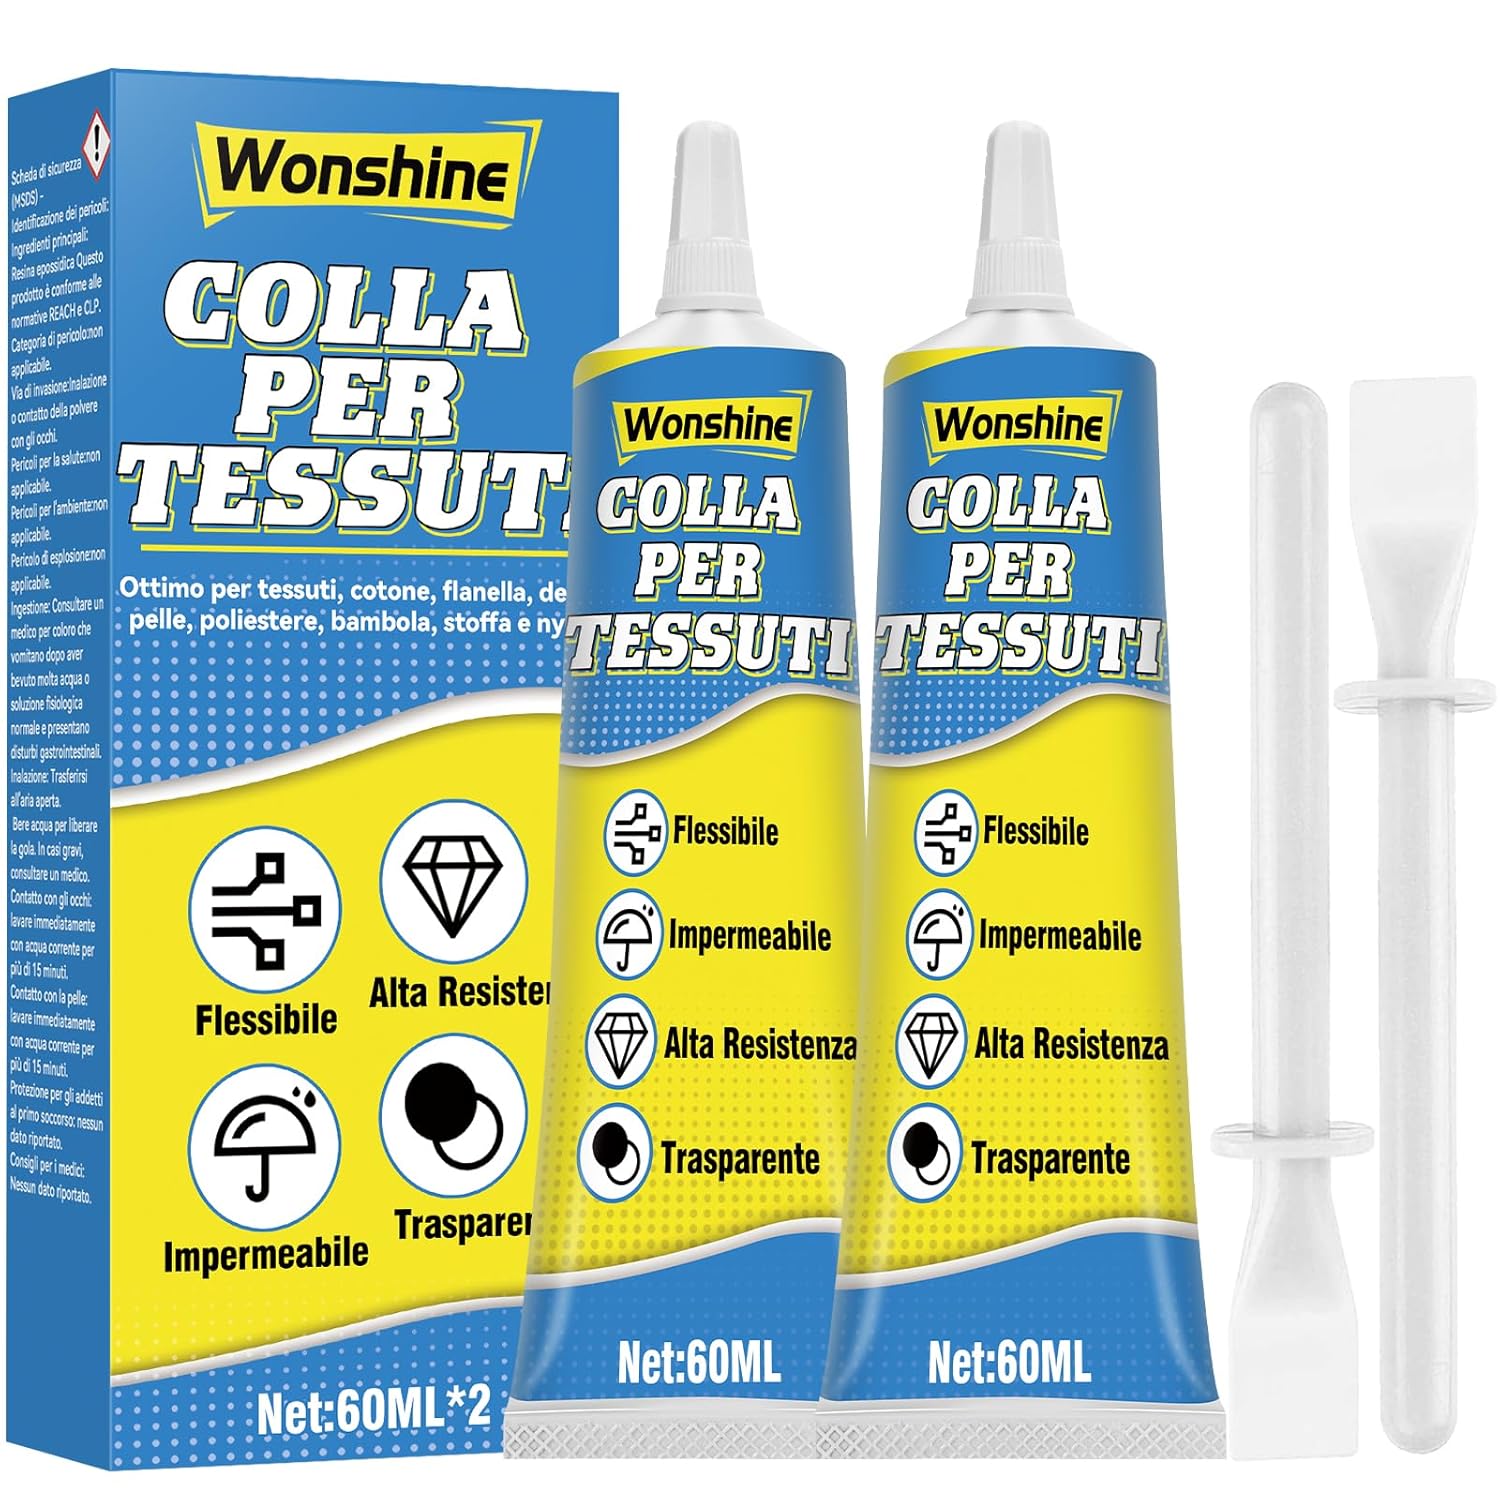 Scheda di sicurezza
(MSDS) -
Identificazione dei pericoli:
Ingredienti principali:
Resina epossidica Questo
prodotto è conforme alle
normative REACH e CLP.
Categoria di pericolo:non
applicabile.
Via di invasione:Inalazione
o contatto della polvere
con gli occhi.
Pericoli per la salute:non
applicabile.
Pericoli per l'ambiente:non
applicabile.
Pericolo di esplosione:non
applicabile.
Ingestione: Consultare un
medico per coloro che
vomitano dopo aver
bevuto molta acqua o
soluzione fisiologica
normale e presentano
disturbi gastrointestinali.
Inalazione: Trasferirsi
all'aria aperta.
Bere acqua per liberare
la gola. In casi gravi,
consultare un medico.
Contatto con gli occhi:
lavare immediatamente
con acqua corrente per
più di 15 minuti.
Contatto con la pelle:
lavare immediatamente
con acqua corrente per
più di 15 minuti.
Protezione per gli addetti
al primo soccorso: nessun
dato riportato.
Consigli per i medici:
Nessun dato riportato.
Wonshine
COLLA
PER
TESSUTI
Ottimo per tessuti, cotone, flanella, de
pelle, poliestere, bambola, stoffa e ny
Flessibile
Alta Resisten
Impermeabile
Trasparen
Net:60ML*2
Wonshine
COLLA
PER
TESSUTI
Flessibile
Impermeabile
Alta Resistenza
Trasparente
Net:60ML
Wonshine
COLLA
PER
TESSUTI
Flessibile
Impermeabile
Alta Resistenza
Trasparente
Net:60ML